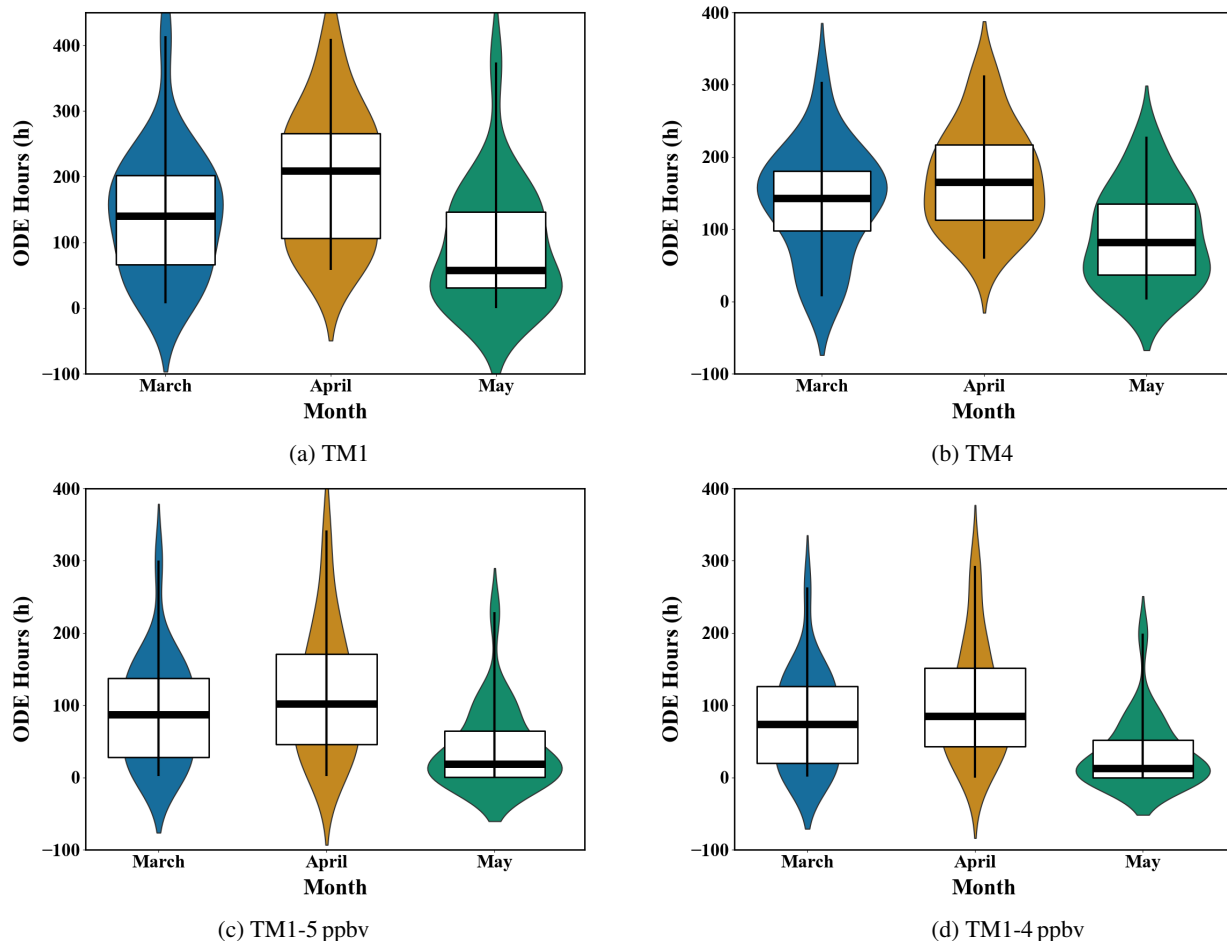 400
300
200
100
0
−100
ODE Hours (h)
March April May
Month
(a) TM1
400
300
200
100
0
−100
ODE Hours (h)
March April May
Month
(b) TM4
400
300
200
100
0
−100
ODE Hours (h)
March April May
Month
(c) TM1-5 ppbv
400
300
200
100
0
−100
ODE Hours (h)
March April May
Month
(d) TM1-4 ppbv